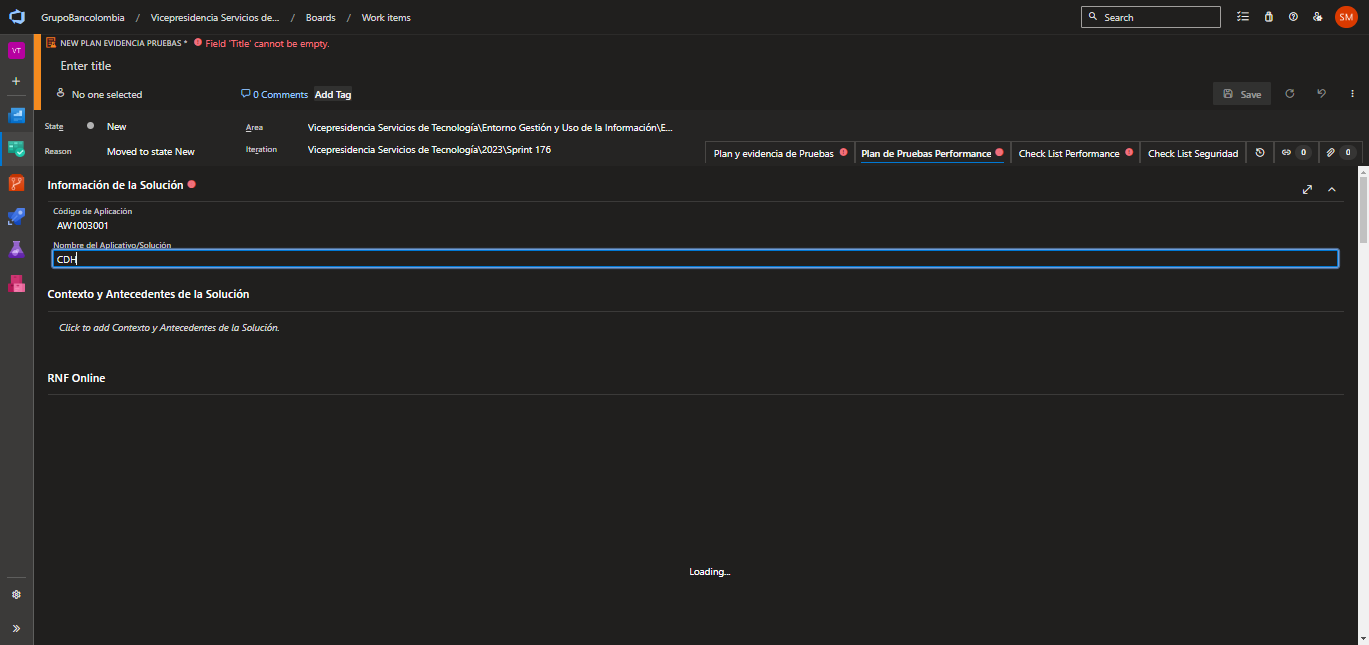 GrupoBancolombia / Vicepresidencia Servicios de... / Boards / Work items
Search
SM
VT
NEW PLAN EVIDENCIA PRUEBAS * Field 'Title' cannot be empty.
Enter title
No one selected
0 Comments
Add Tag
Save
State
New
Area
Vicepresidencia Servicios de Tecnología\Entorno Gestión y Uso de la Información\E...
Reason
Moved to state New
Iteration
Vicepresidencia Servicios de Tecnología\2023\Sprint 176
Plan y evidencia de Pruebas
Plan de Pruebas Performance
Check List Performance
Check List Seguridad
0
0
Información de la Solución
Código de Aplicación
AW1003001
Nombre del Aplicativo/Solución
CDH
Contexto y Antecedentes de la Solución
Click to add Contexto y Antecedentes de la Solución.
RNF Online
Loading...